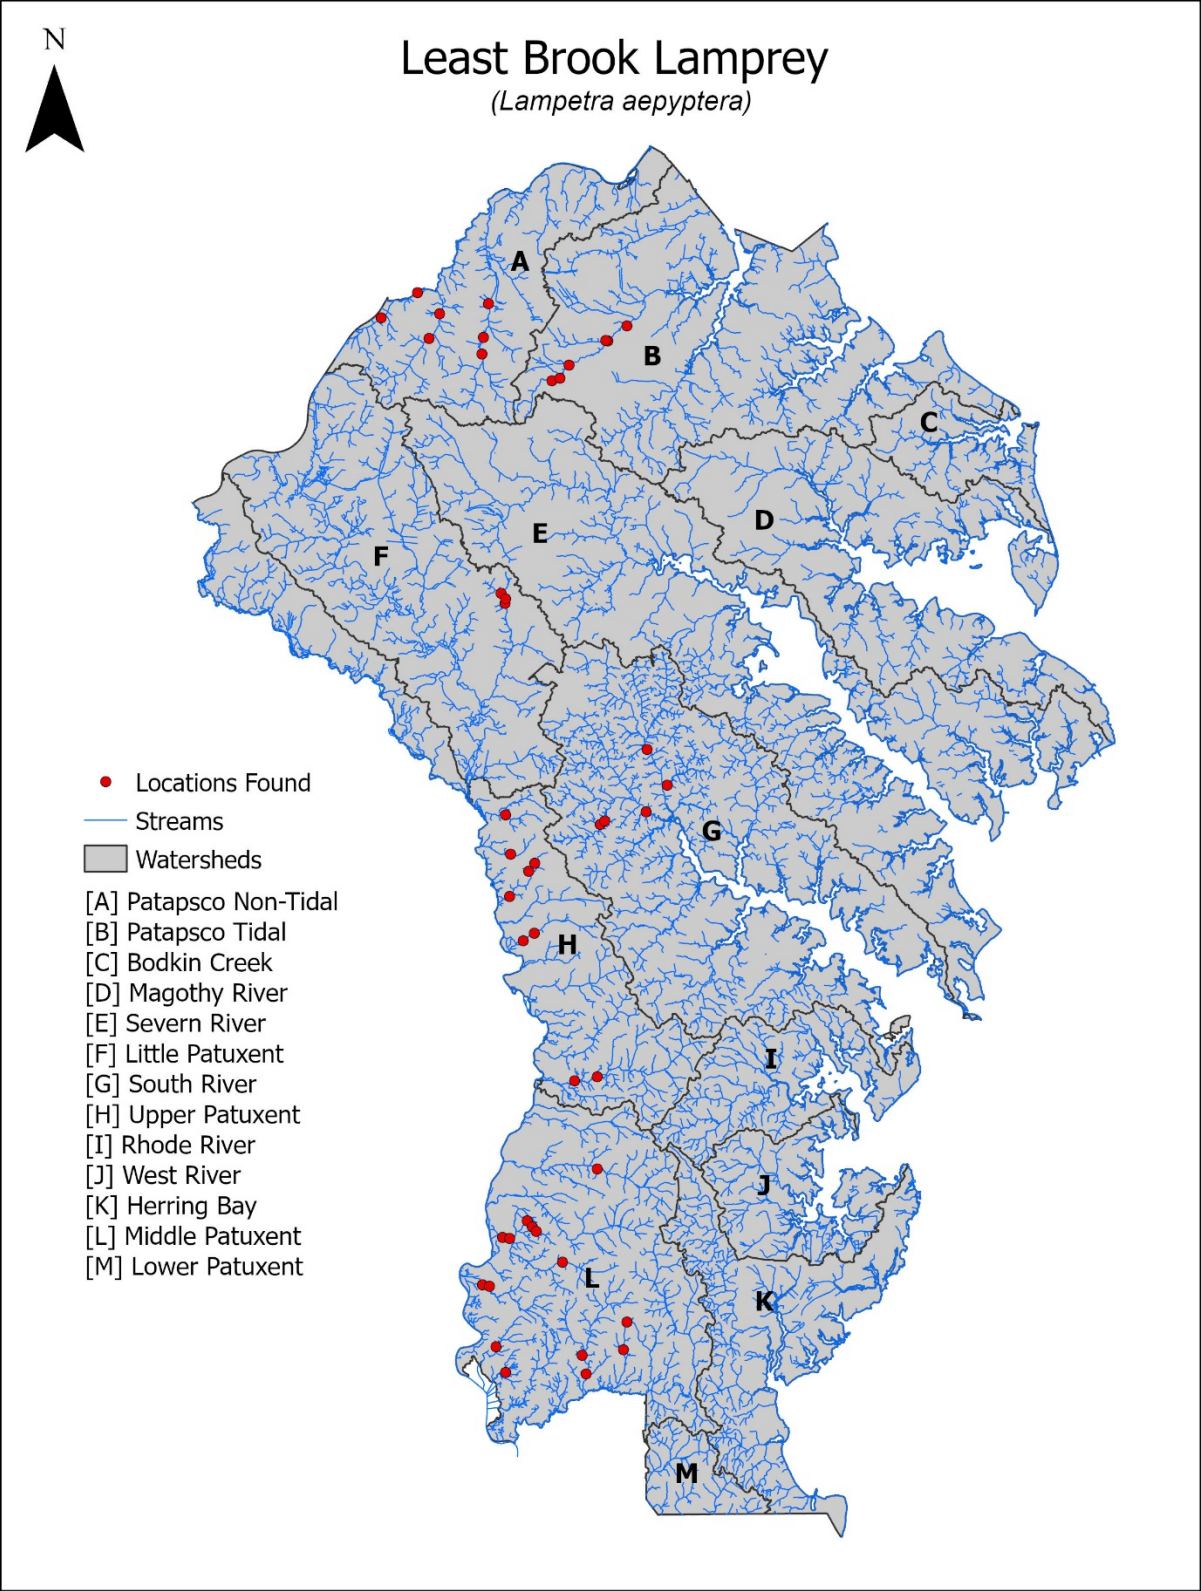 N
Least Brook Lamprey
(Lampetra aepyptera)
A
B
C
D
E
F
G
H
I
J
K
L
M
Locations Found
Streams
Watersheds
[A] Patapsco Non-Tidal
[B] Patapsco Tidal
[C] Bodkin Creek
[D] Magothy River
[E] Severn River
[F] Little Patuxent
[G] South River
[H] Upper Patuxent
[I] Rhode River
[J] West River
[K] Herring Bay
[L] Middle Patuxent
[M] Lower Patuxent